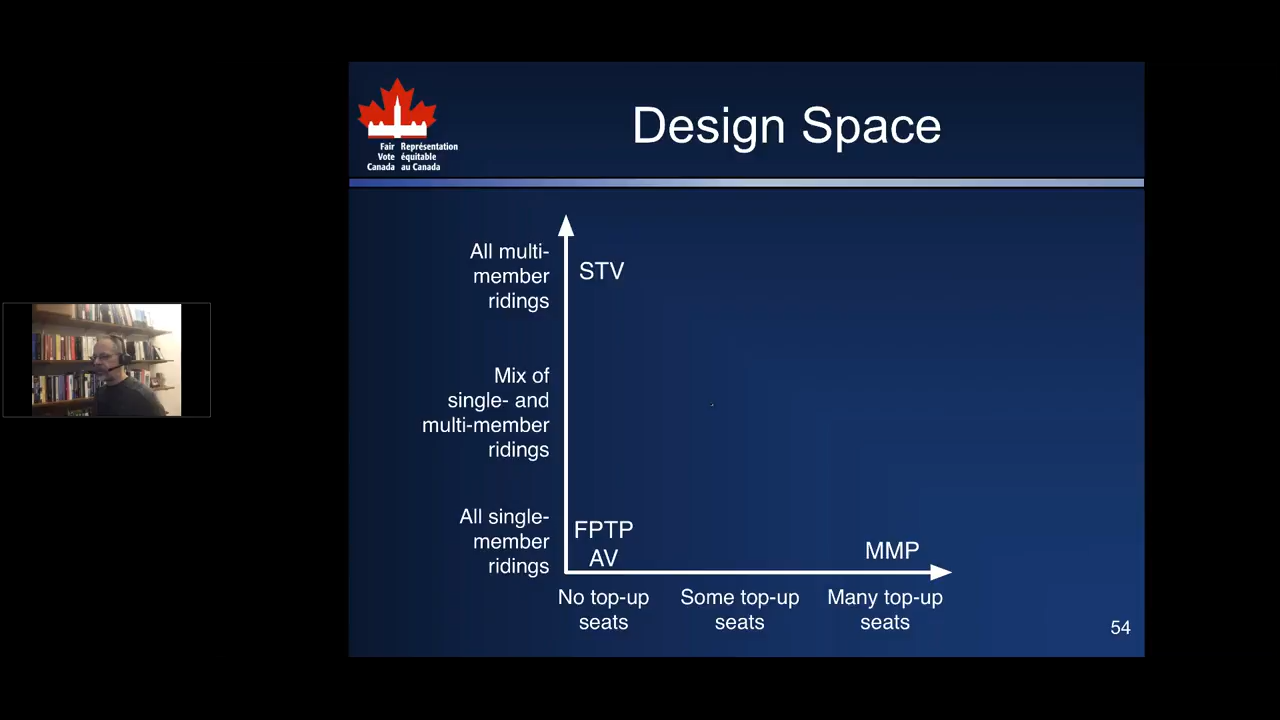 Fair Représentation
Vote équitable
Canada au Canada
Design Space
All multi-
member
ridings
STV
Mix of
single- and
multi-member
ridings
All single-
member
ridings
FPTP
AV
MMP
No top-up
seats
Some top-up
seats
Many top-up
seats
54